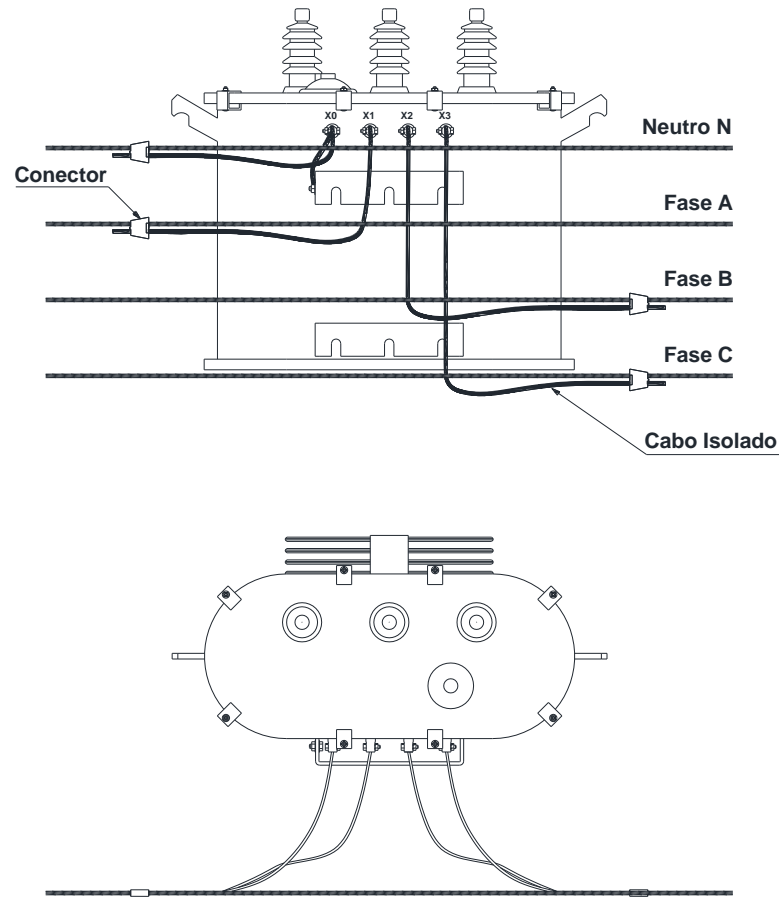 X0 X1 X2 X3
Neutro N
Conector
Fase A
Fase B
Fase C
Cabo Isolado